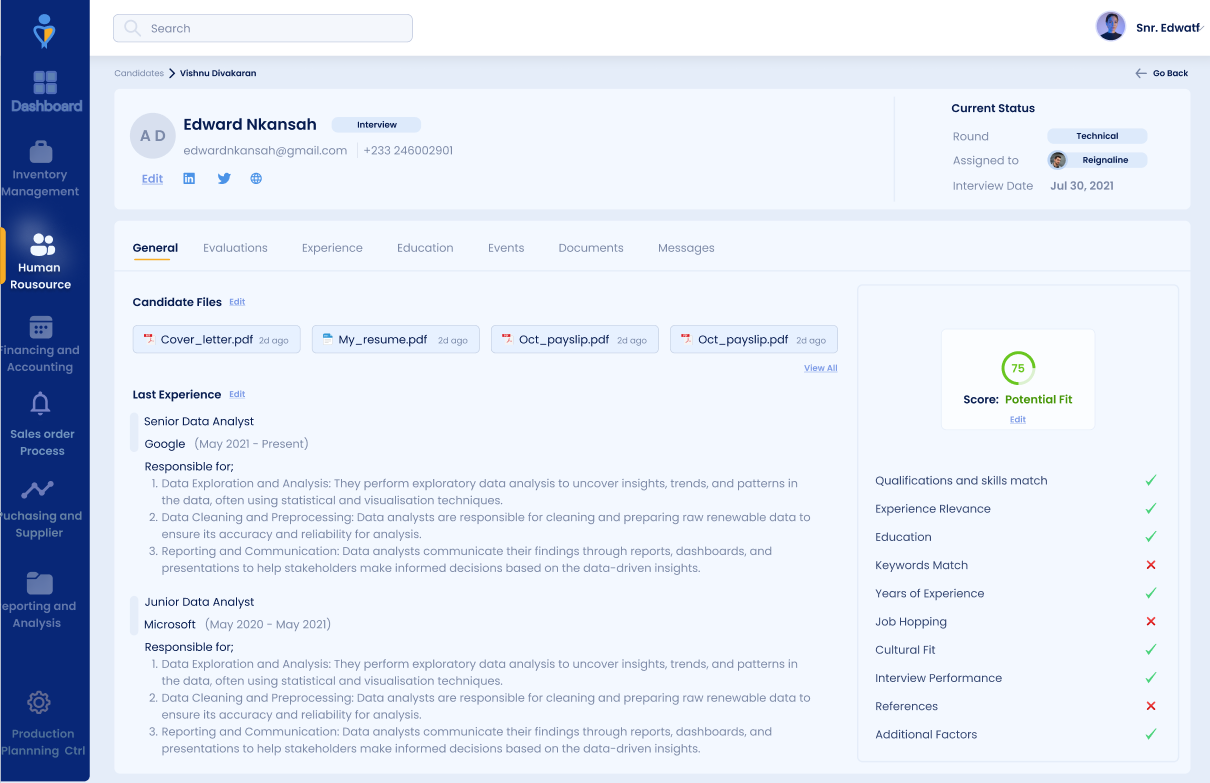 Search
Snr. Edwatf
Dashboard
Inventory
Management
Human
Rousource
Financing and
Accounting
Sales order
Process
Puchasing and
Supplier
eporting and
Analysis
Production
Plannning Ctrl
Candidates
Vishnu Divakaran
Go Back
A D
Edward Nkansah
Interview
edwardnkansah@gmail.com
+233 246002901
Edit
Current Status
Round
Technical
Assigned to
Reignaline
Interview Date
Jul 30, 2021
General
Evaluations
Experience
Education
Events
Documents
Messages
Candidate Files
Edit
Cover_letter.pdf
2d ago
My_resume.pdf
2d ago
Oct_payslip.pdf
2d ago
Oct_payslip.pdf
2d ago
View All
Last Experience
Edit
Senior Data Analyst
Google
(May 2021 - Present)
Responsible for;
1. Data Exploration and Analysis: They perform exploratory data analysis to uncover insights, trends, and patterns in
the data, often using statistical and visualisation techniques.
2. Data Cleaning and Preprocessing: Data analysts are responsible for cleaning and preparing raw renewable data to
ensure its accuracy and reliability for analysis.
3. Reporting and Communication: Data analysts communicate their findings through reports, dashboards, and
presentations to help stakeholders make informed decisions based on the data-driven insights.
Junior Data Analyst
Microsoft
(May 2020 - May 2021)
Responsible for;
1. Data Exploration and Analysis: They perform exploratory data analysis to uncover insights, trends, and patterns in
the data, often using statistical and visualisation techniques.
2. Data Cleaning and Preprocessing: Data analysts are responsible for cleaning and preparing raw renewable data to
ensure its accuracy and reliability for analysis.
3. Reporting and Communication: Data analysts communicate their findings through reports, dashboards, and
presentations to help stakeholders make informed decisions based on the data-driven insights.
75
Score: Potential Fit
Edit
Qualifications and skills match
Experience Rlevance
Education
Keywords Match
Years of Experience
Job Hopping
Cultural Fit
Interview Performance
References
Additional Factors